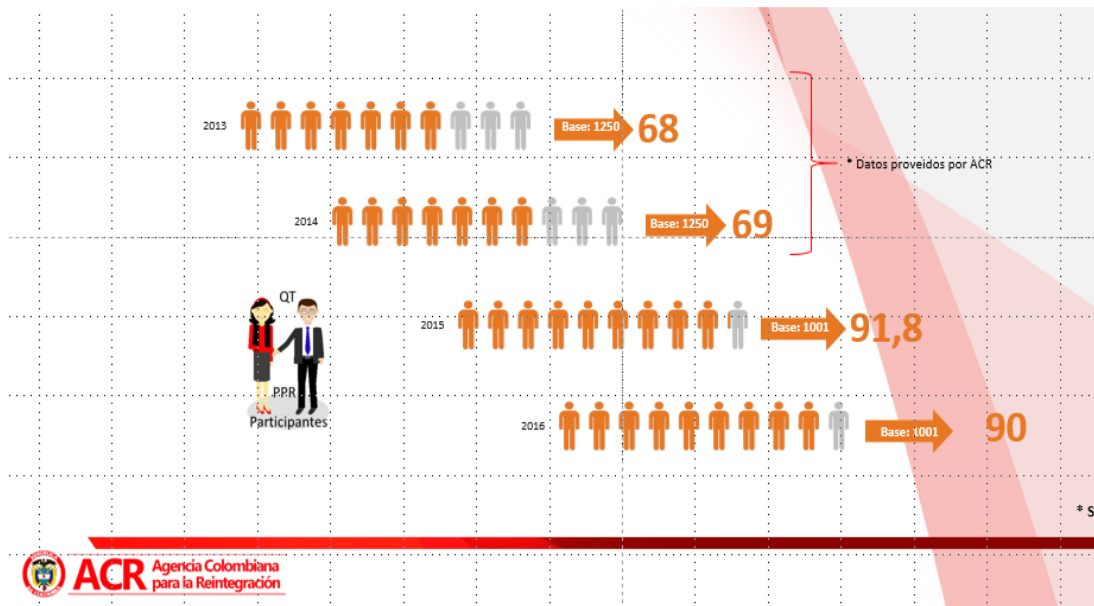 2013
Base: 1250
68
* Datos proveidos por ACR
2014
Base: 1250
69
QT
2015
Base: 1001
91,8
PPR
Participantes
2016
Base: 1001
90
* S
ACR Agencia Colombiana
para la Reintegración